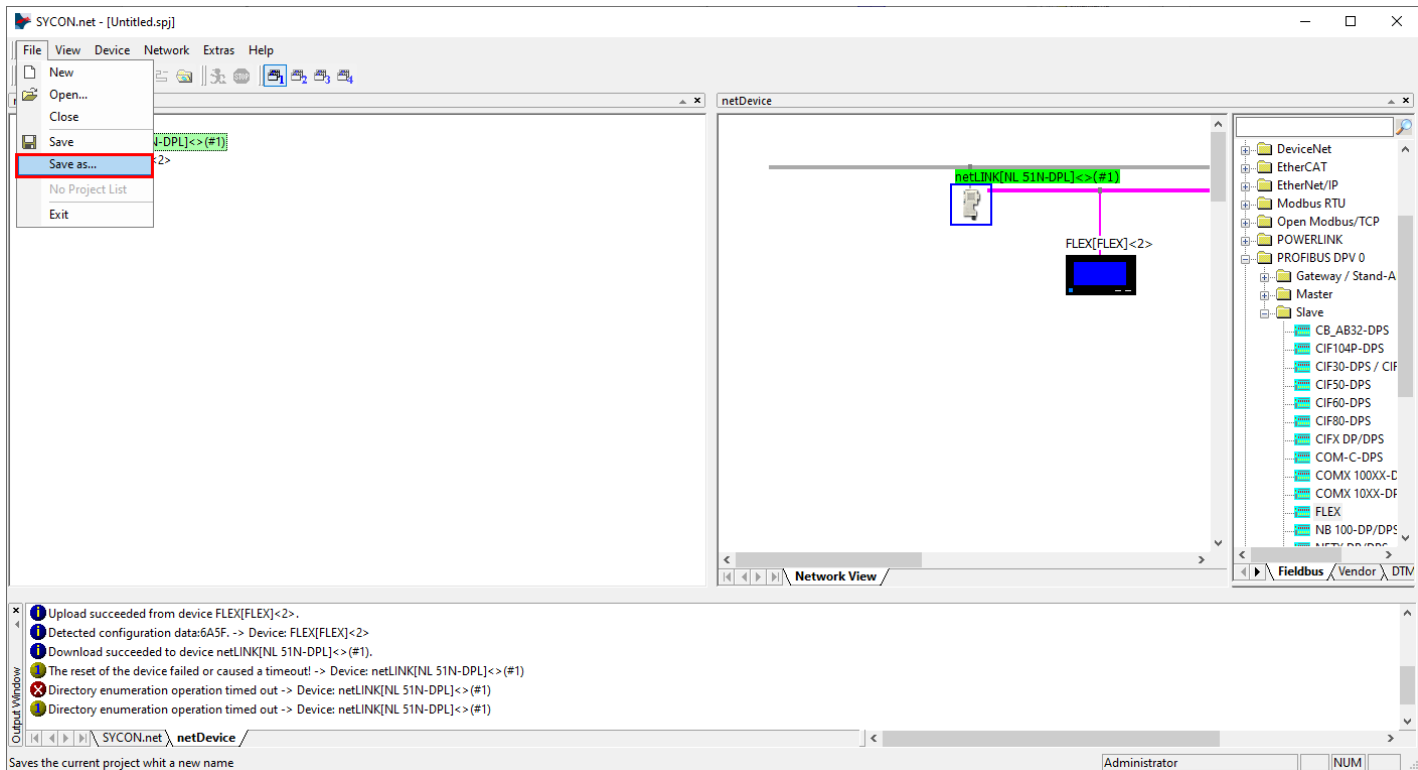 SYCON.net - [Untitled.spj]
File View Device Network Extras Help
New
Open...
Close
Save
Save as...
No Project List
Exit
N-DPL]<>(#1)
<2>
netDevice
netLINK[NL 51N-DPL]<>(#1)
FLEX[FLEX]<2>
Network View
DeviceNet
EtherCAT
EtherNet/IP
Modbus RTU
Open Modbus/TCP
POWERLINK
PROFIBUS DPV 0
Gateway / Stand-A
Master
Slave
CB_AB32-DPS
CIF104P-DPS
CIF30-DPS / CIF
CIF50-DPS
CIF60-DPS
CIF80-DPS
CIFX DP/DPS
COM-C-DPS
COMX 100XX-D
COMX 10XX-DP
FLEX
NB 100-DP/DPS
Fieldbus Vendor DTM
Upload succeeded from device FLEX[FLEX]<2>.
Detected configuration data:6A5F. -> Device: FLEX[FLEX]<2>
Download succeeded to device netLINK[NL 51N-DPL]<>(#1).
The reset of the device failed or caused a timeout! -> Device: netLINK[NL 51N-DPL]<>(#1)
Directory enumeration operation timed out -> Device: netLINK[NL 51N-DPL]<>(#1)
Directory enumeration operation timed out -> Device: netLINK[NL 51N-DPL]<>(#1)
Output Window
SYCON.net netDevice
Saves the current project whit a new name
Administrator
NUM